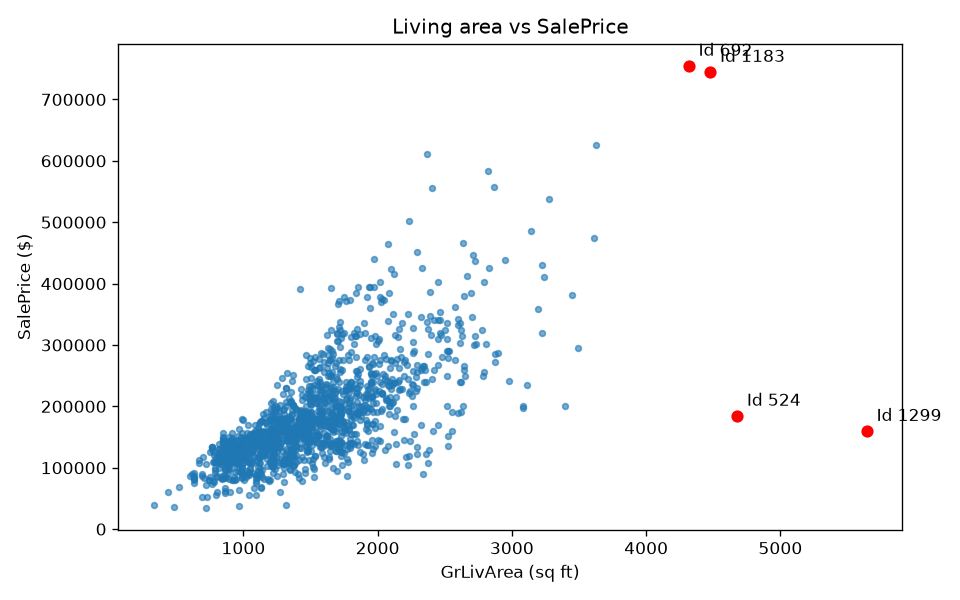 Living area vs SalePrice
Id 692
Id 1183
700000
600000
500000
400000
300000
200000
100000
0
Id 524
Id 1299
SalePrice ($)
1000 2000 3000 4000 5000
GrLivArea (sq ft)